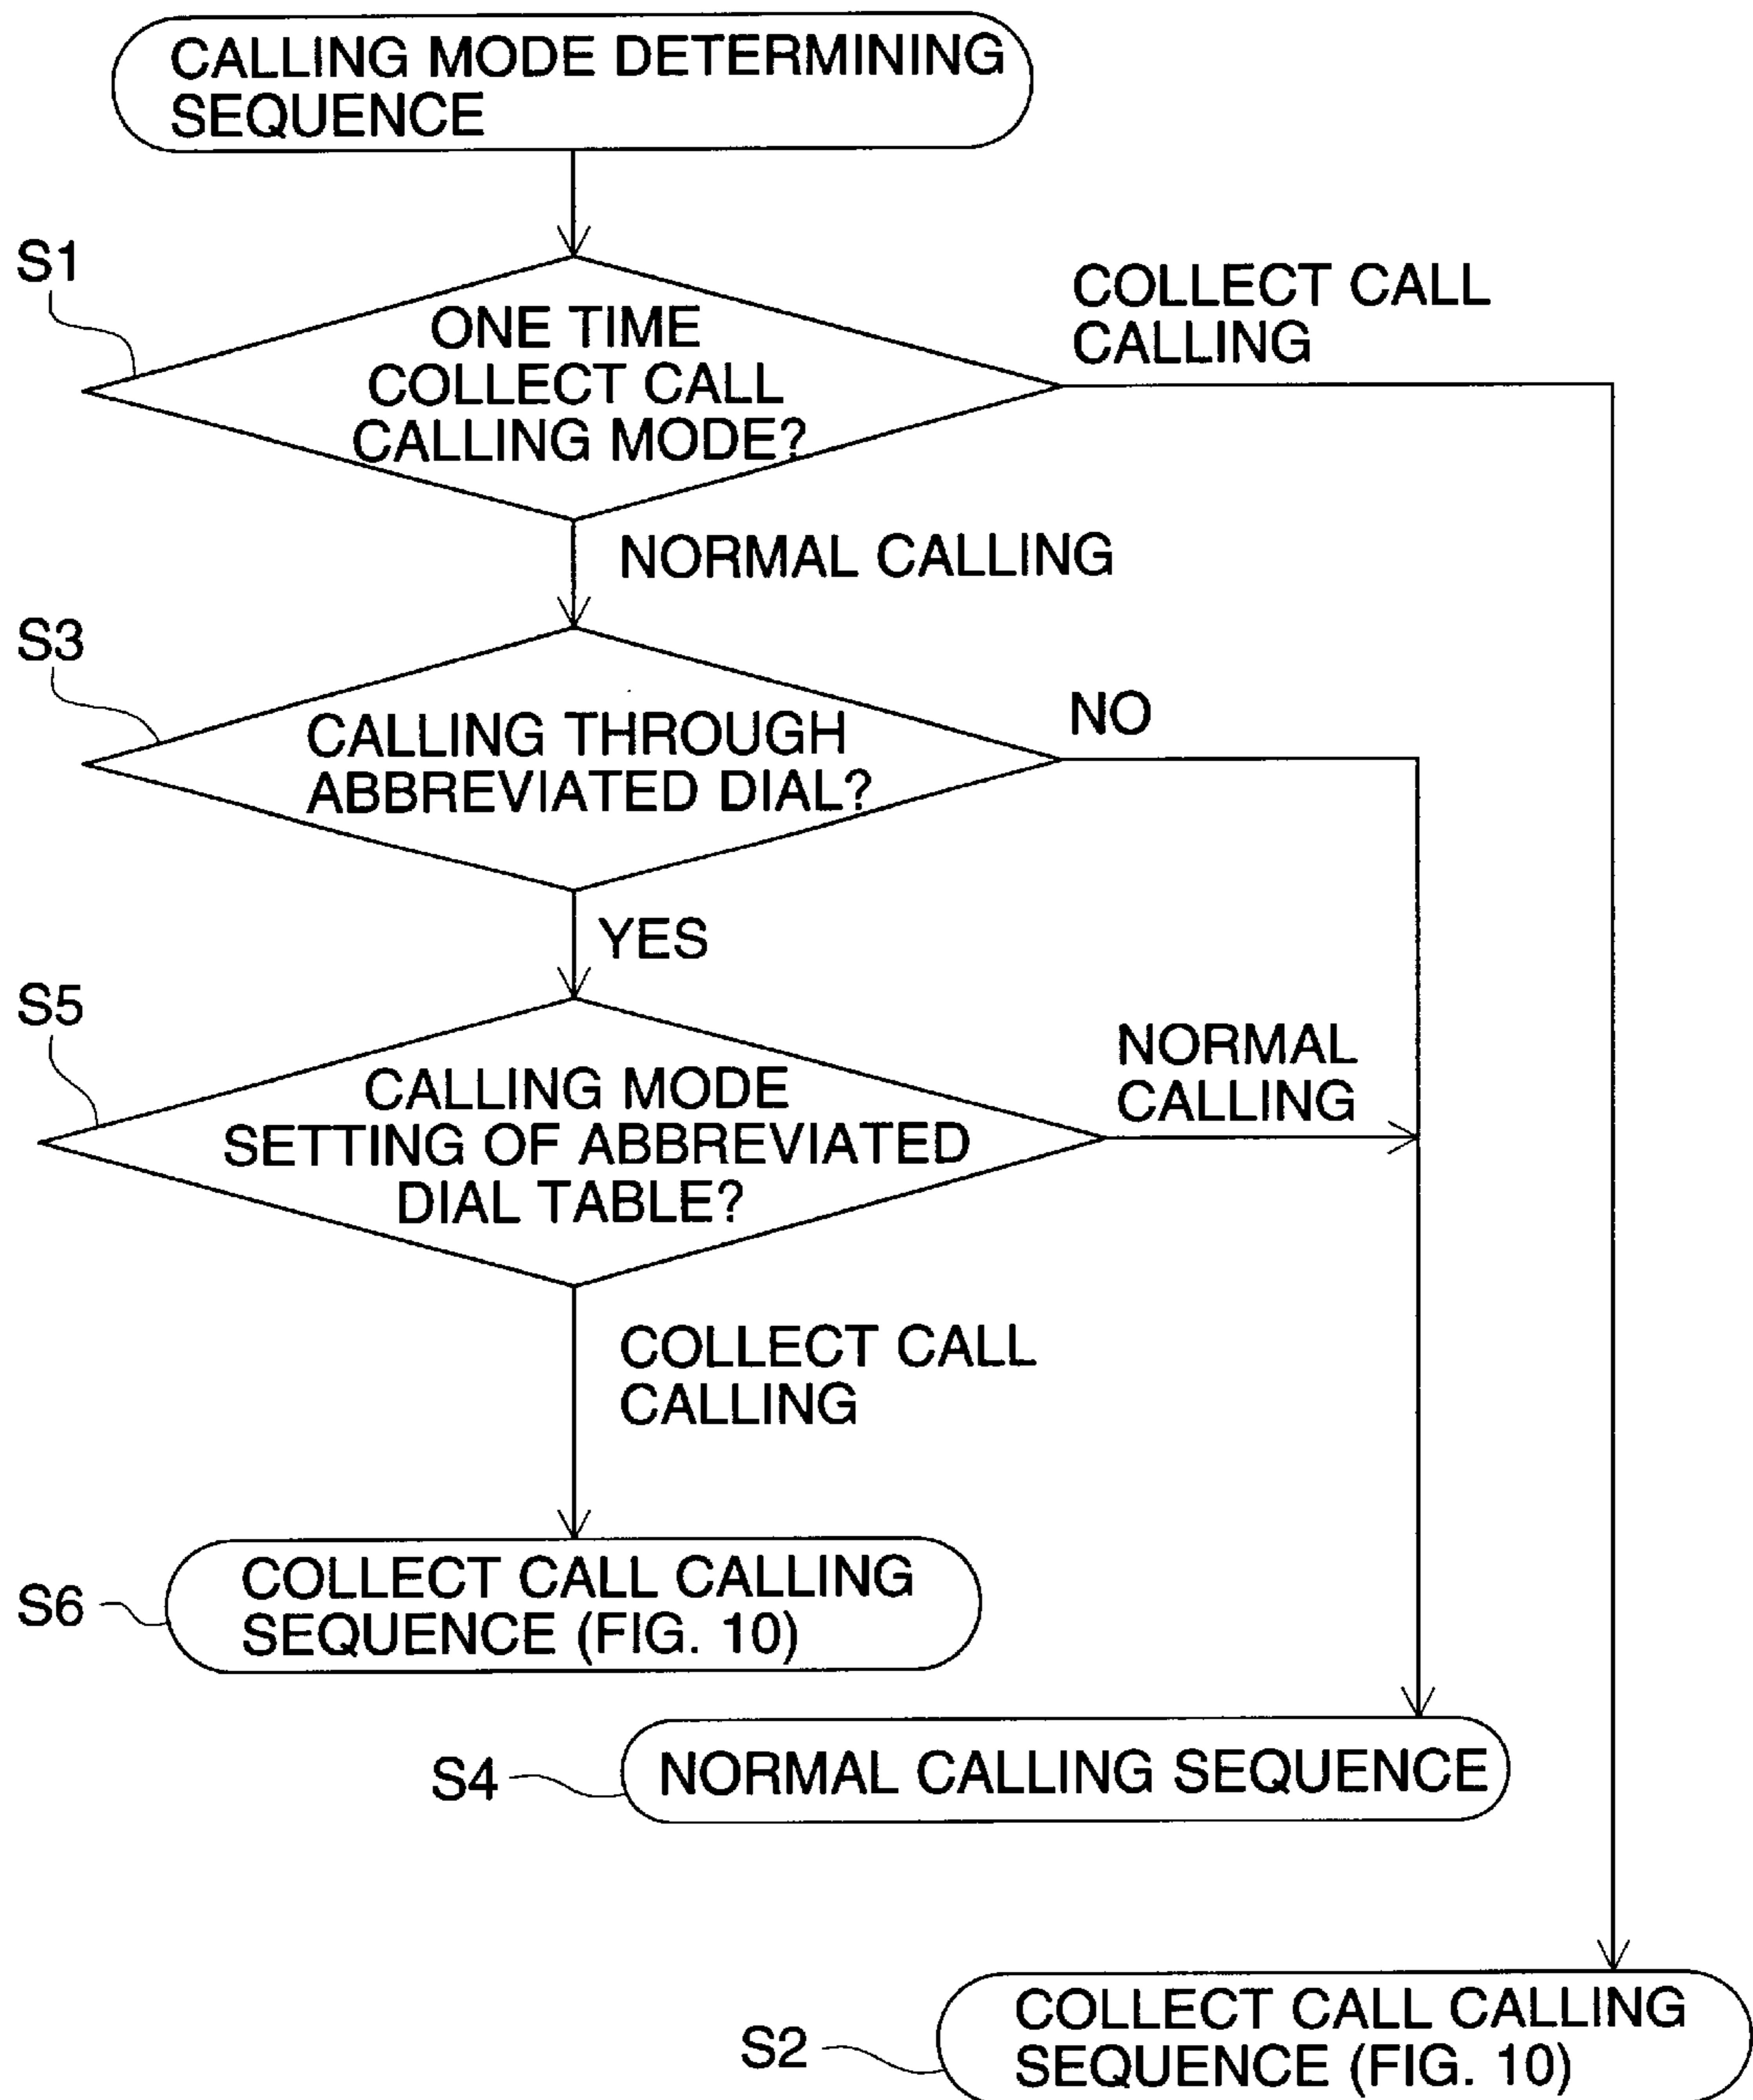 CALLING MODE DETERMINING
SEQUENCE
S1
ONE TIME
COLLECT CALL
CALLING MODE?
COLLECT CALL
CALLING
NORMAL CALLING
S3
CALLING THROUGH
ABBREVIATED DIAL?
NO
YES
S5
CALLING MODE
SETTING OF ABBREVIATED
DIAL TABLE?
NORMAL
CALLING
COLLECT CALL
CALLING
S6
COLLECT CALL CALLING
SEQUENCE (FIG. 10)
S4
NORMAL CALLING SEQUENCE
S2
COLLECT CALL CALLING
SEQUENCE (FIG. 10)